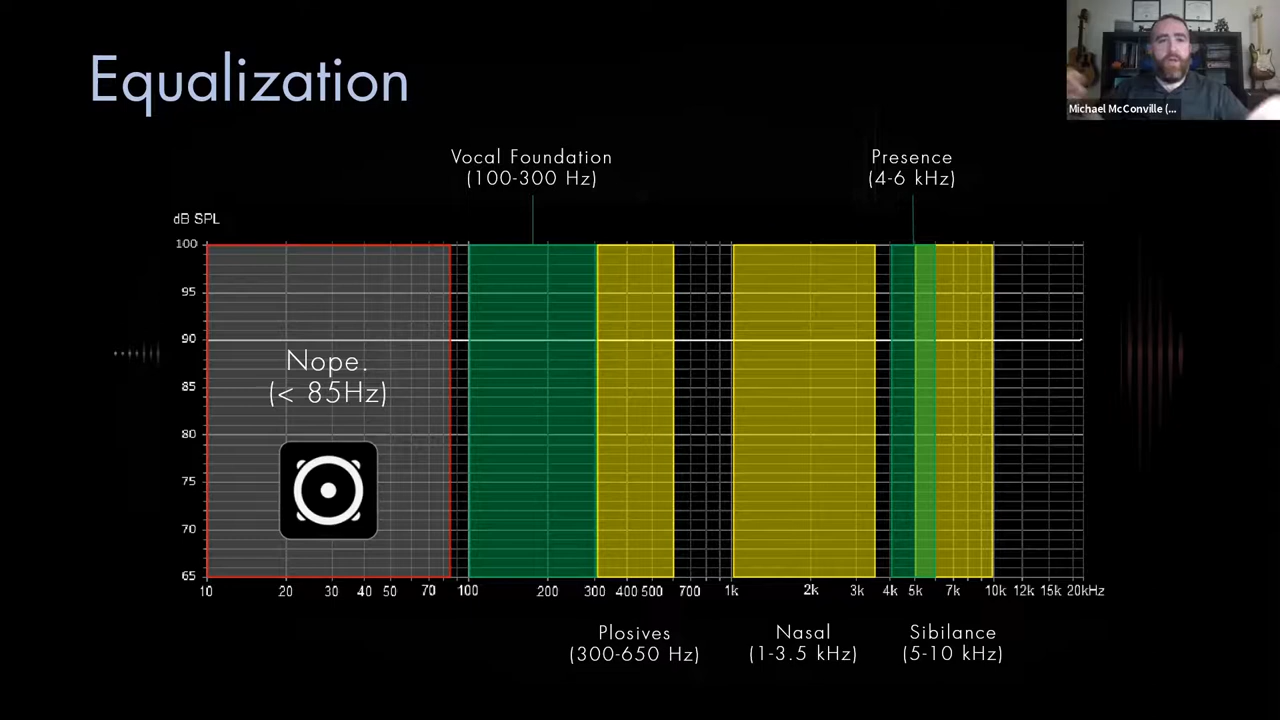 Equalization
Michael McConville (...
Vocal Foundation
(100-300 Hz)
Presence
(4-6 kHz)
dB SPL
100
95
90
85
80
75
70
65
Nope.
(< 85Hz)
10 20 30 40 50 70 100 200 300 400 500 700 1k 2k 3k 4k 5k 7k 10k 12k 15k 20kHz
Plosives
(300-650 Hz)
Nasal
(1-3.5 kHz)
Sibilance
(5-10 kHz)